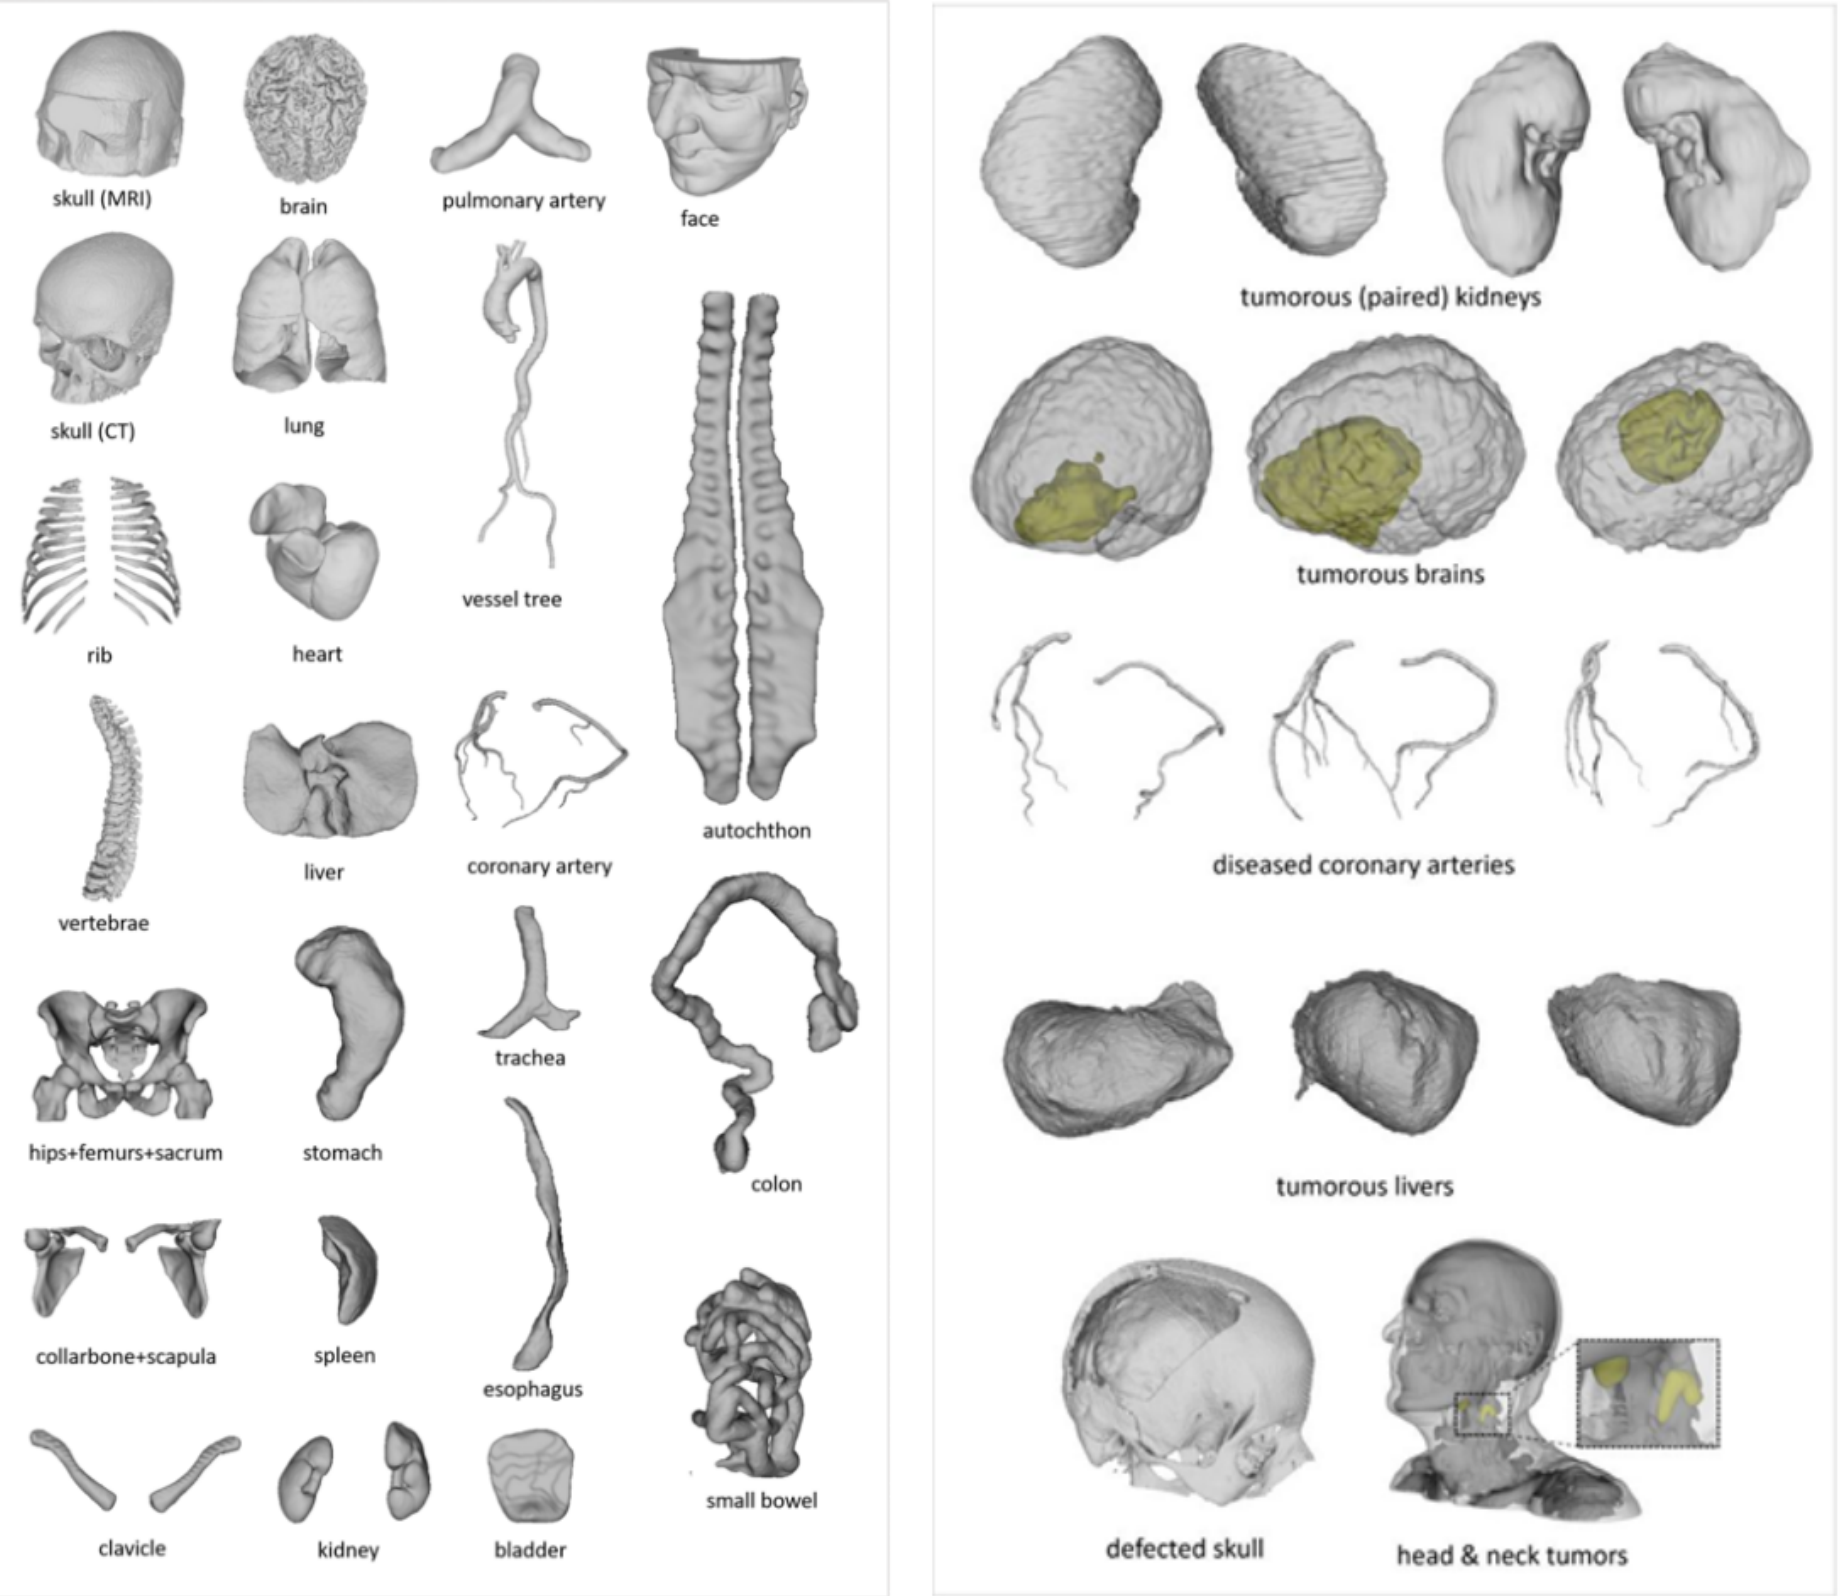 skull (MRI)
brain
pulmonary artery
face
skull (CT)
lung
vessel tree
rib
heart
autochthon
vertebrae
liver
coronary artery
hips+femurs+sacrum
stomach
trachea
colon
collarbone+scapula
spleen
esophagus
small bowel
clavicle
kidney
bladder
tumorous (paired) kidneys
tumorous brains
diseased coronary arteries
tumorous livers
defected skull
head & neck tumors